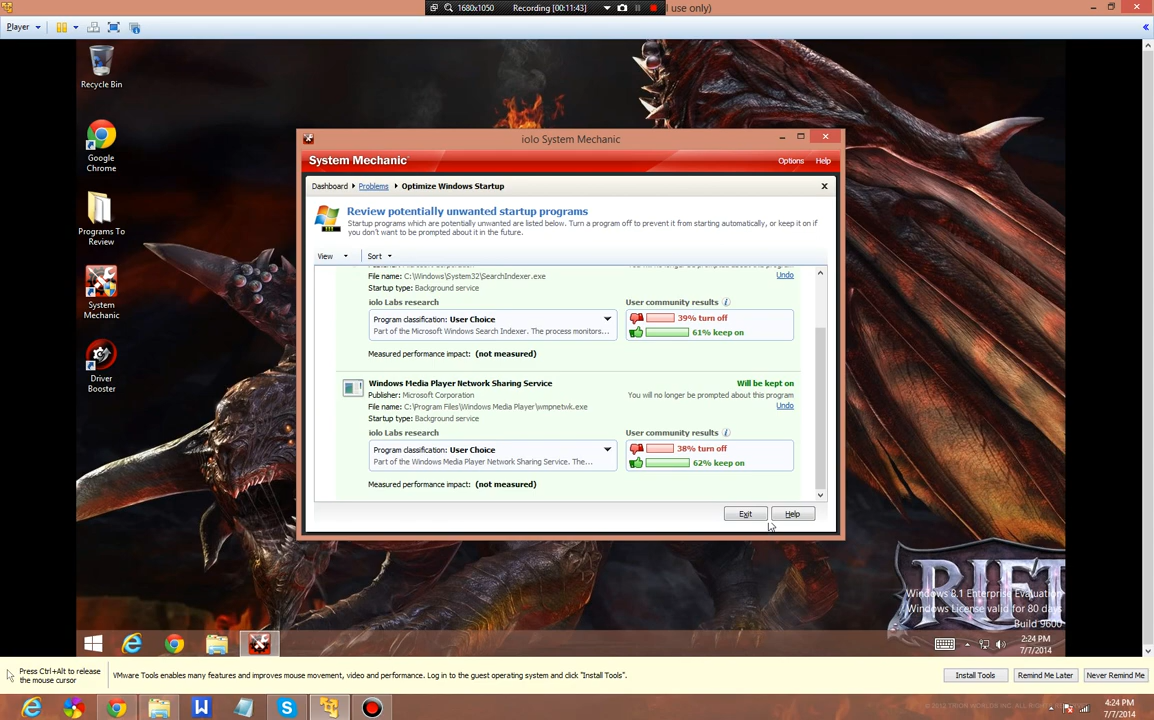 1680x1050
Recording [00:11:43]
l use only)
Player
Recycle Bin
Google
Chrome
Programs To
Review
System
Mechanic
Driver
Booster
iolo System Mechanic
System Mechanic
Options
Help
Dashboard
Problems
Optimize Windows Startup
Review potentially unwanted startup programs
Startup programs which are potentially unwanted are listed below. Turn a program off to prevent it from starting automatically, or keep it on if
you don't want to be prompted about it in the future.
View
Sort
File name: C:\Windows\System32\SearchIndexer.exe
Undo
Startup type: Background service
iolo Labs research
User community results
Program classification: User Choice
39% turn off
Part of the Microsoft Windows Search Indexer. The process monitors...
61% keep on
Measured performance impact: (not measured)
Windows Media Player Network Sharing Service
Will be kept on
Publisher: Microsoft Corporation
You will no longer be prompted about this program
File name: C:\Program Files\Windows Media Player\wmpnetwk.exe
Undo
Startup type: Background service
iolo Labs research
User community results
Program classification: User Choice
38% turn off
Part of the Windows Media Player Network Sharing Service. The...
62% keep on
Measured performance impact: (not measured)
Exit
Help
RIFT
Windows 8.1 Enterprise Evaluation
Windows License valid for 80 days
Build 9600
2:24 PM
7/7/2014
Press Ctrl+Alt to release
the mouse cursor
VMware Tools enables many features and improves mouse movement, video and performance. Log in to the guest operating system and click "Install Tools".
Install Tools
Remind Me Later
Never Remind Me
4:24 PM
7/7/2014